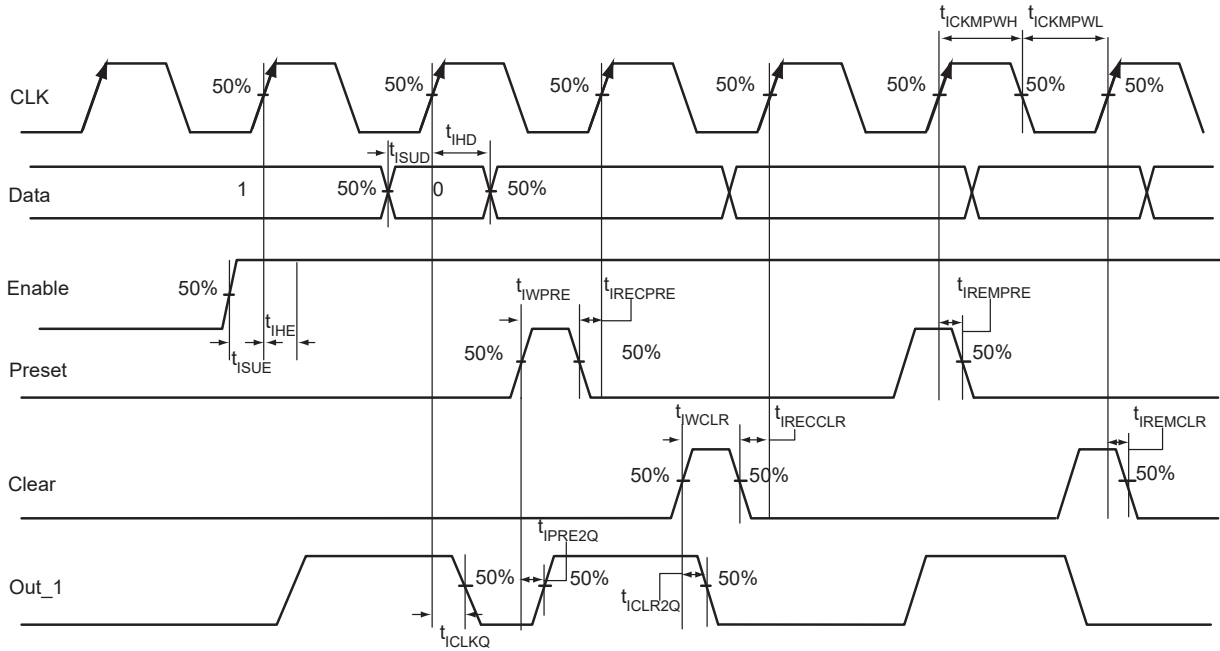 tICKMPWH tICKMPWL
CLK 50% 50% 50% 50% 50% 50% 50% 50%
tISUD tIHD
Data 1 50% 0 50%
Enable 50% tIHE tISUE
tIWPRE tIRECPRE tIREMPRE
Preset 50% 50% 50%
tIWCLR tIRECCLR tIREMCLR
Clear 50% 50% 50%
tIPRE2Q
Out_1 50% 50% 50%
tICLR2Q
tICLKQ